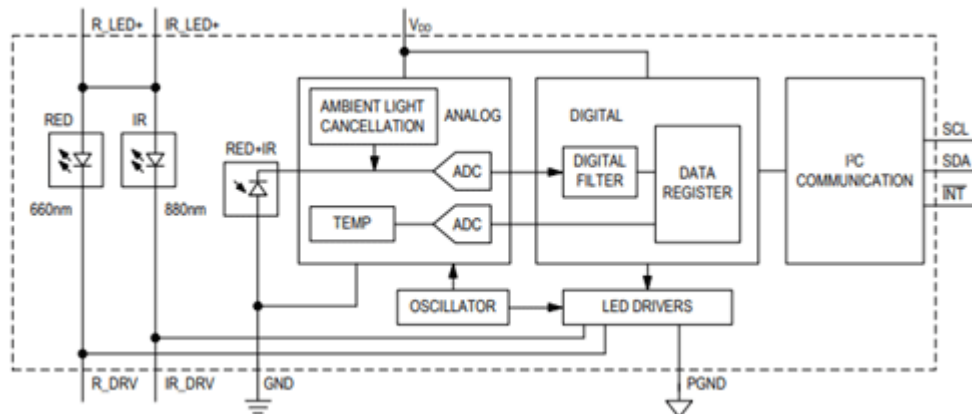 R_LED+
IR_LED+
V_DD
RED
IR
660nm
880nm
RED+IR
AMBIENT LIGHT
CANCELLATION
ANALOG
ADC
TEMP
ADC
DIGITAL
DIGITAL
FILTER
DATA
REGISTER
I²C
COMMUNICATION
SCL
SDA
INT
OSCILLATOR
LED DRIVERS
R_DRV
IR_DRV
GND
PGND